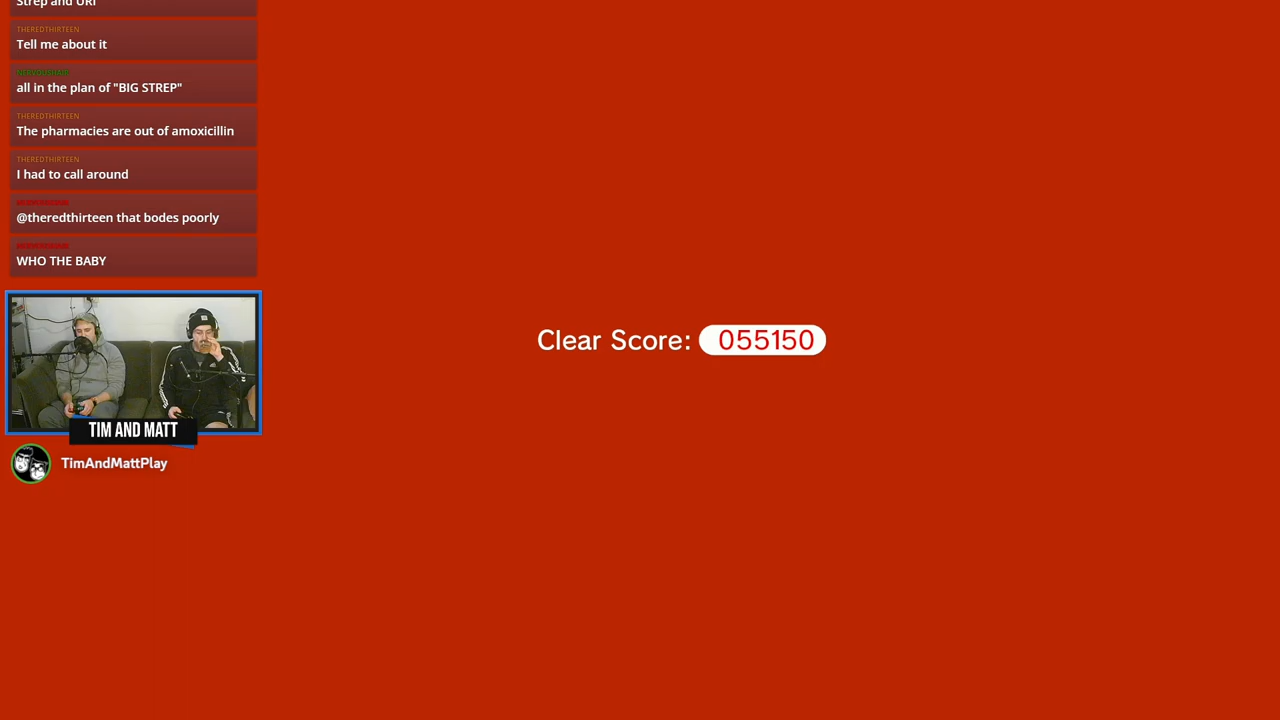 Strep and URI
THEREDTHIRTEEN
Tell me about it
all in the plan of "BIG STREP"
THEREDTHIRTEEN
The pharmacies are out of amoxicillin
THEREDTHIRTEEN
I had to call around
@theredthirteen that bodes poorly
WHO THE BABY
Clear Score: 055150
TIM AND MATT
TimAndMattPlay